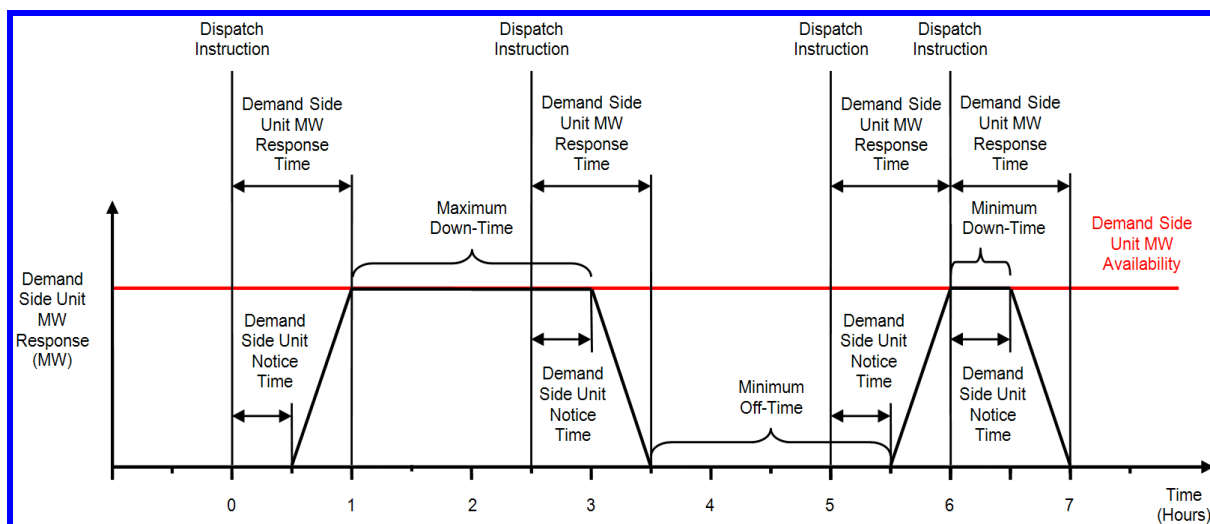 Dispatch
Instruction
Dispatch
Instruction
Dispatch
Instruction
Dispatch
Instruction
Demand Side
Unit MW
Response
Time
Demand Side
Unit MW
Response
Time
Demand Side
Unit MW
Response
Time
Demand Side
Unit MW
Response
Time
Maximum
Down-Time
Minimum
Down-Time
Demand Side
Unit MW
Availability
Demand
Side Unit
MW
Response
(MW)
Demand
Side Unit
Notice
Time
Demand
Side Unit
Notice
Time
Minimum
Off-Time
Demand
Side Unit
Notice
Time
Demand
Side Unit
Notice
Time
0
1
2
3
4
5
6
7
Time
(Hours)